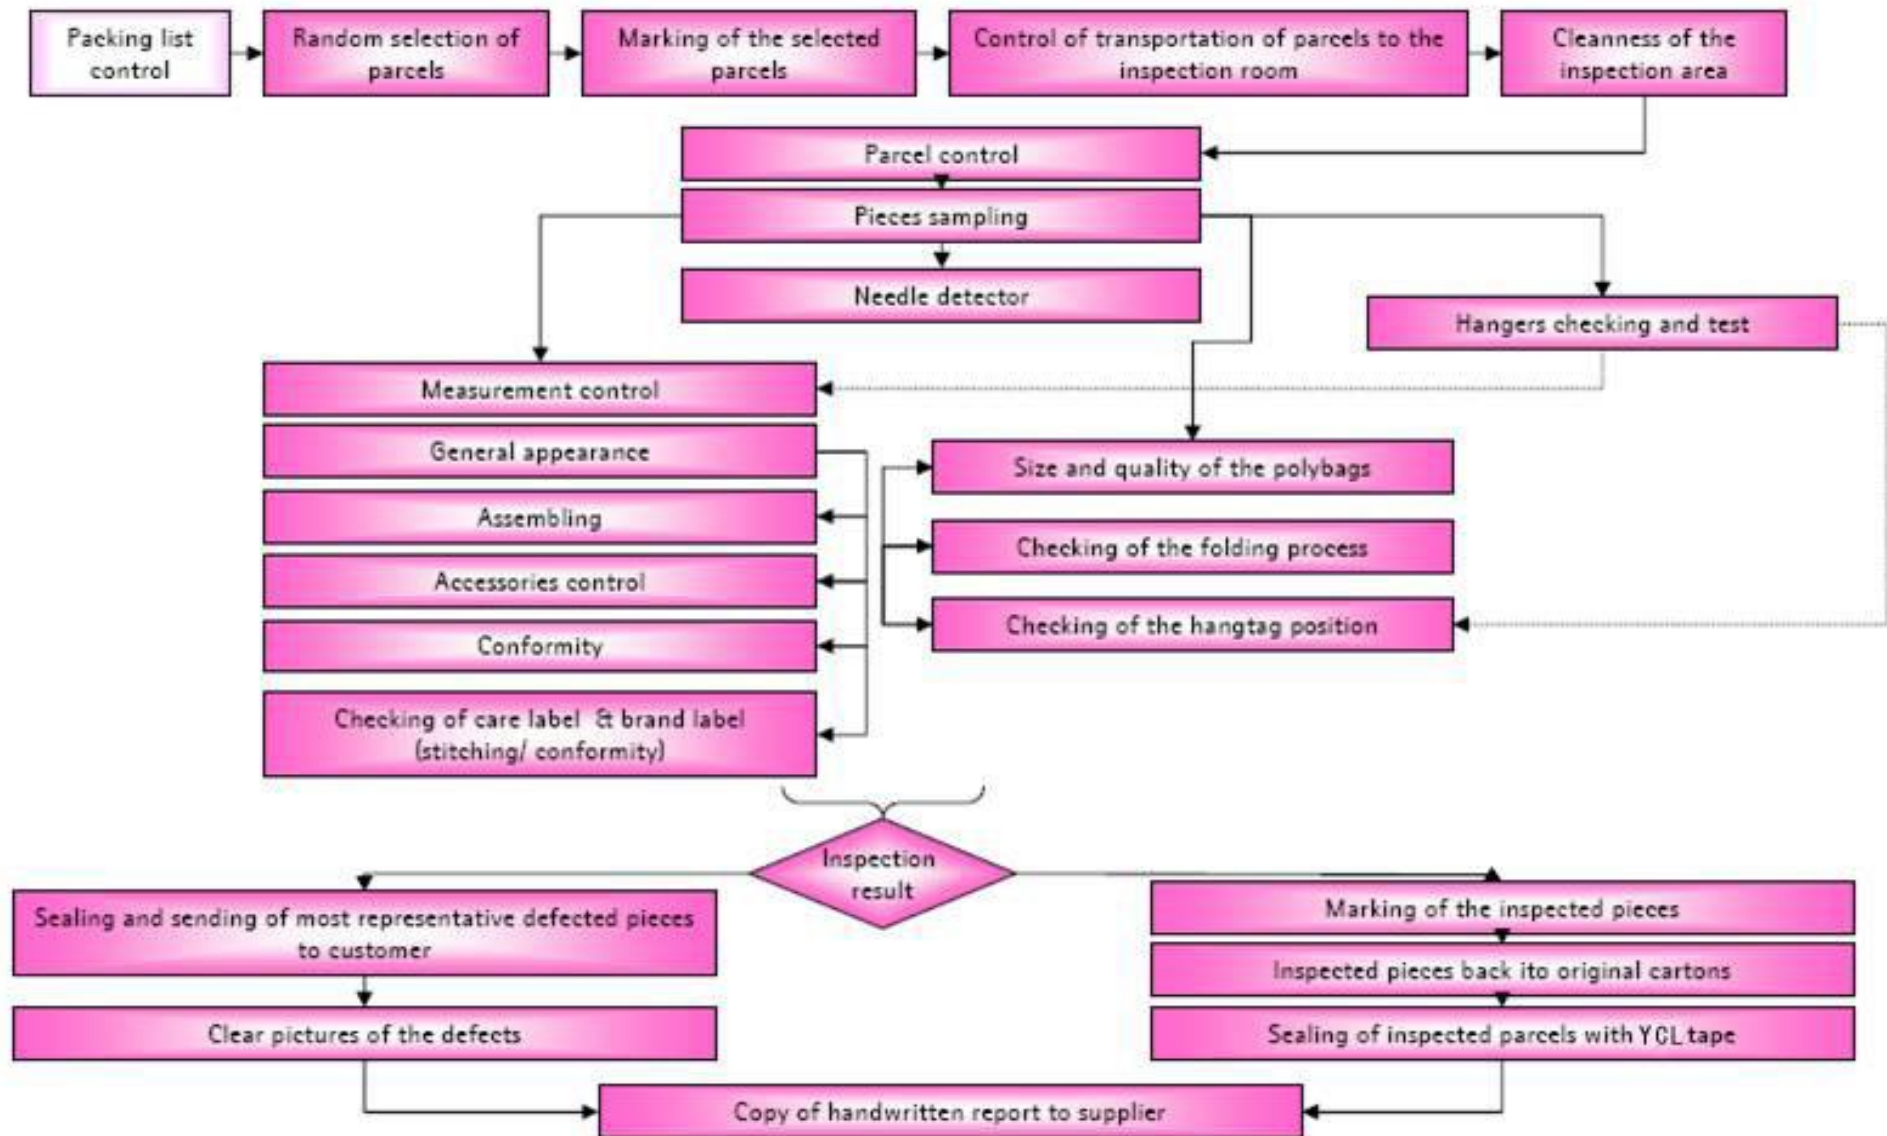 Packing list
control
Random selection of
parcels
Marking of the selected
parcels
Control of transportation of parcels to the
inspection room
Cleanness of the
inspection area
Parcel control
Pieces sampling
Needle detector
Hangers checking and test
Measurement control
General appearance
Assembling
Accessories control
Conformity
Checking of care label & brand label
(stitching/ conformity)
Size and quality of the polybags
Checking of the folding process
Checking of the hangtag position
Inspection
result
Sealing and sending of most representative defected pieces
to customer
Clear pictures of the defects
Marking of the inspected pieces
Inspected pieces back ito original cartons
Sealing of inspected parcels with YCL tape
Copy of handwritten report to supplier